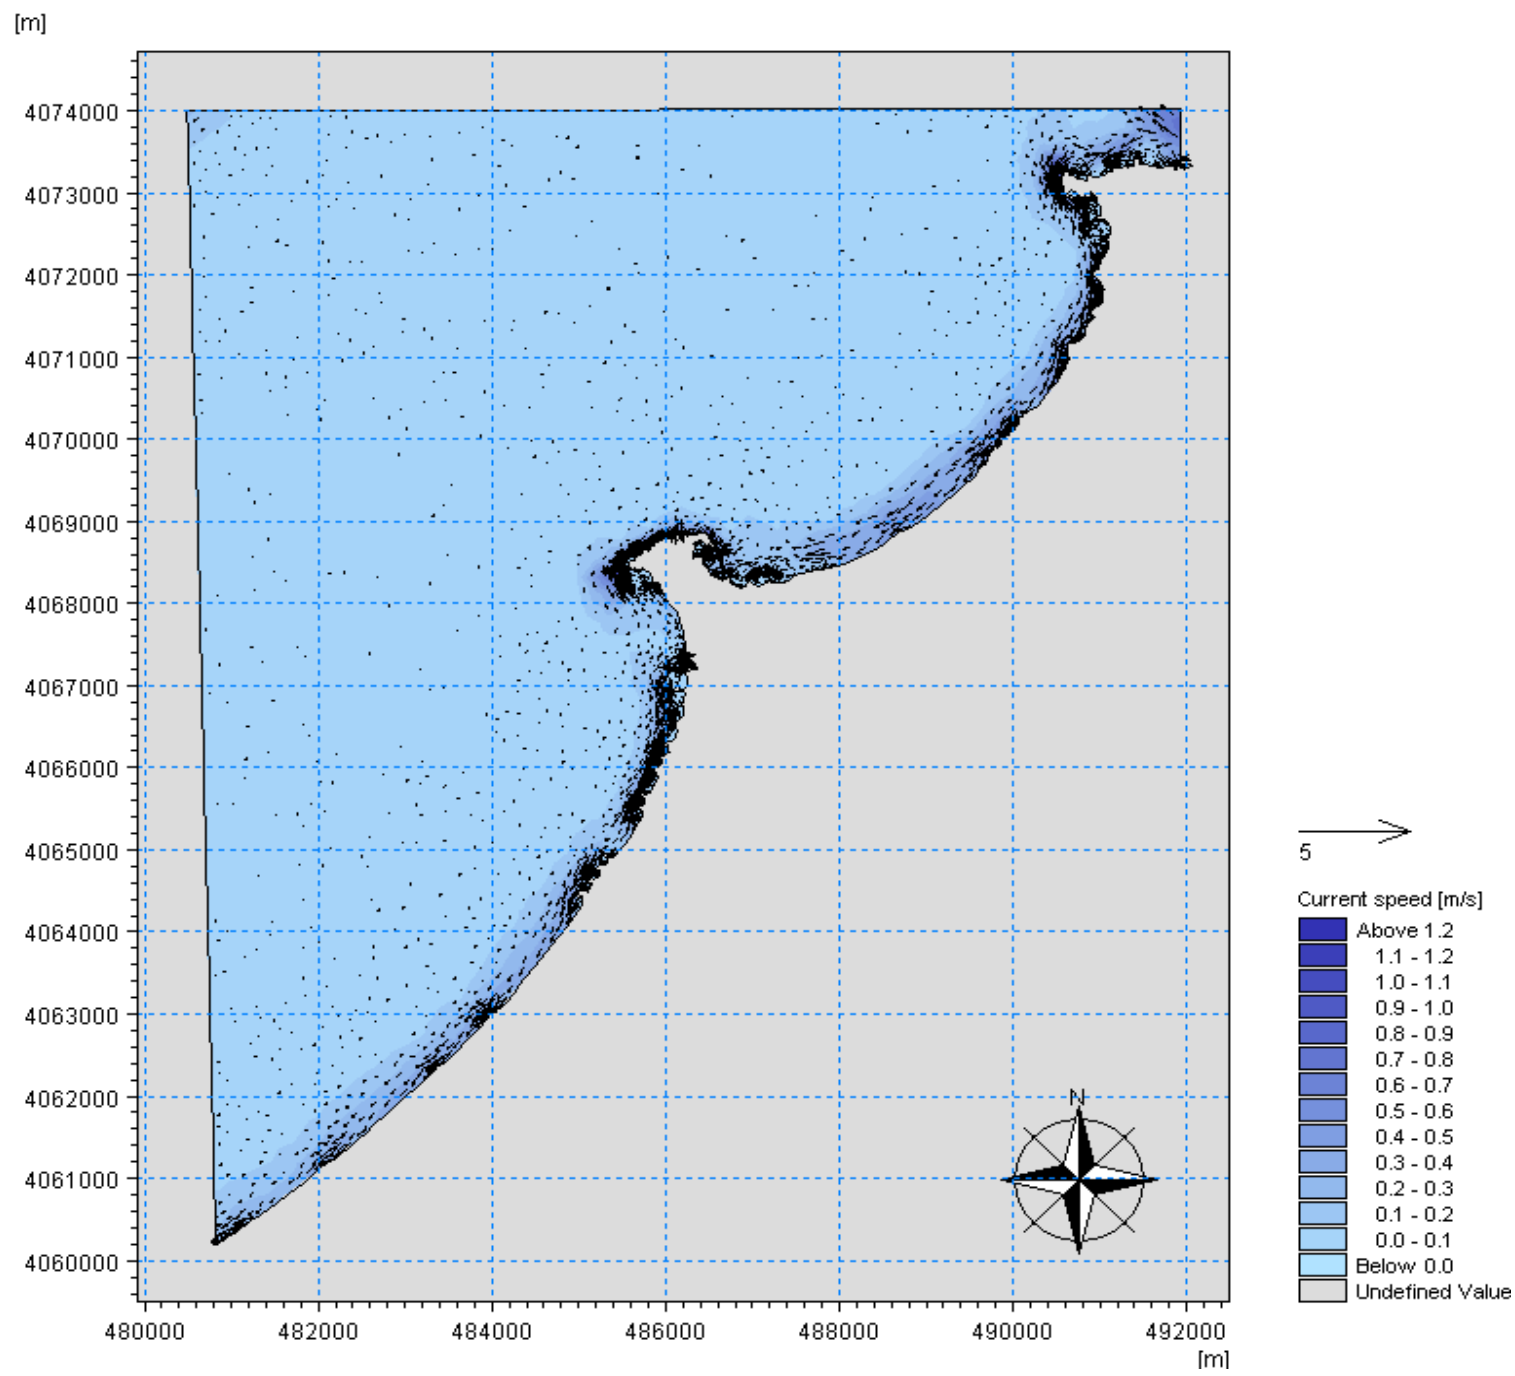 [m]
4074000
4073000
4072000
4071000
4070000
4069000
4068000
4067000
4066000
4065000
4064000
4063000
4062000
4061000
4060000
480000 482000 484000 486000 488000 490000 492000
[m]
N
5
Current speed [m/s]
Above 1.2
1.1 - 1.2
1.0 - 1.1
0.9 - 1.0
0.8 - 0.9
0.7 - 0.8
0.6 - 0.7
0.5 - 0.6
0.4 - 0.5
0.3 - 0.4
0.2 - 0.3
0.1 - 0.2
0.0 - 0.1
Below 0.0
Undefined Value